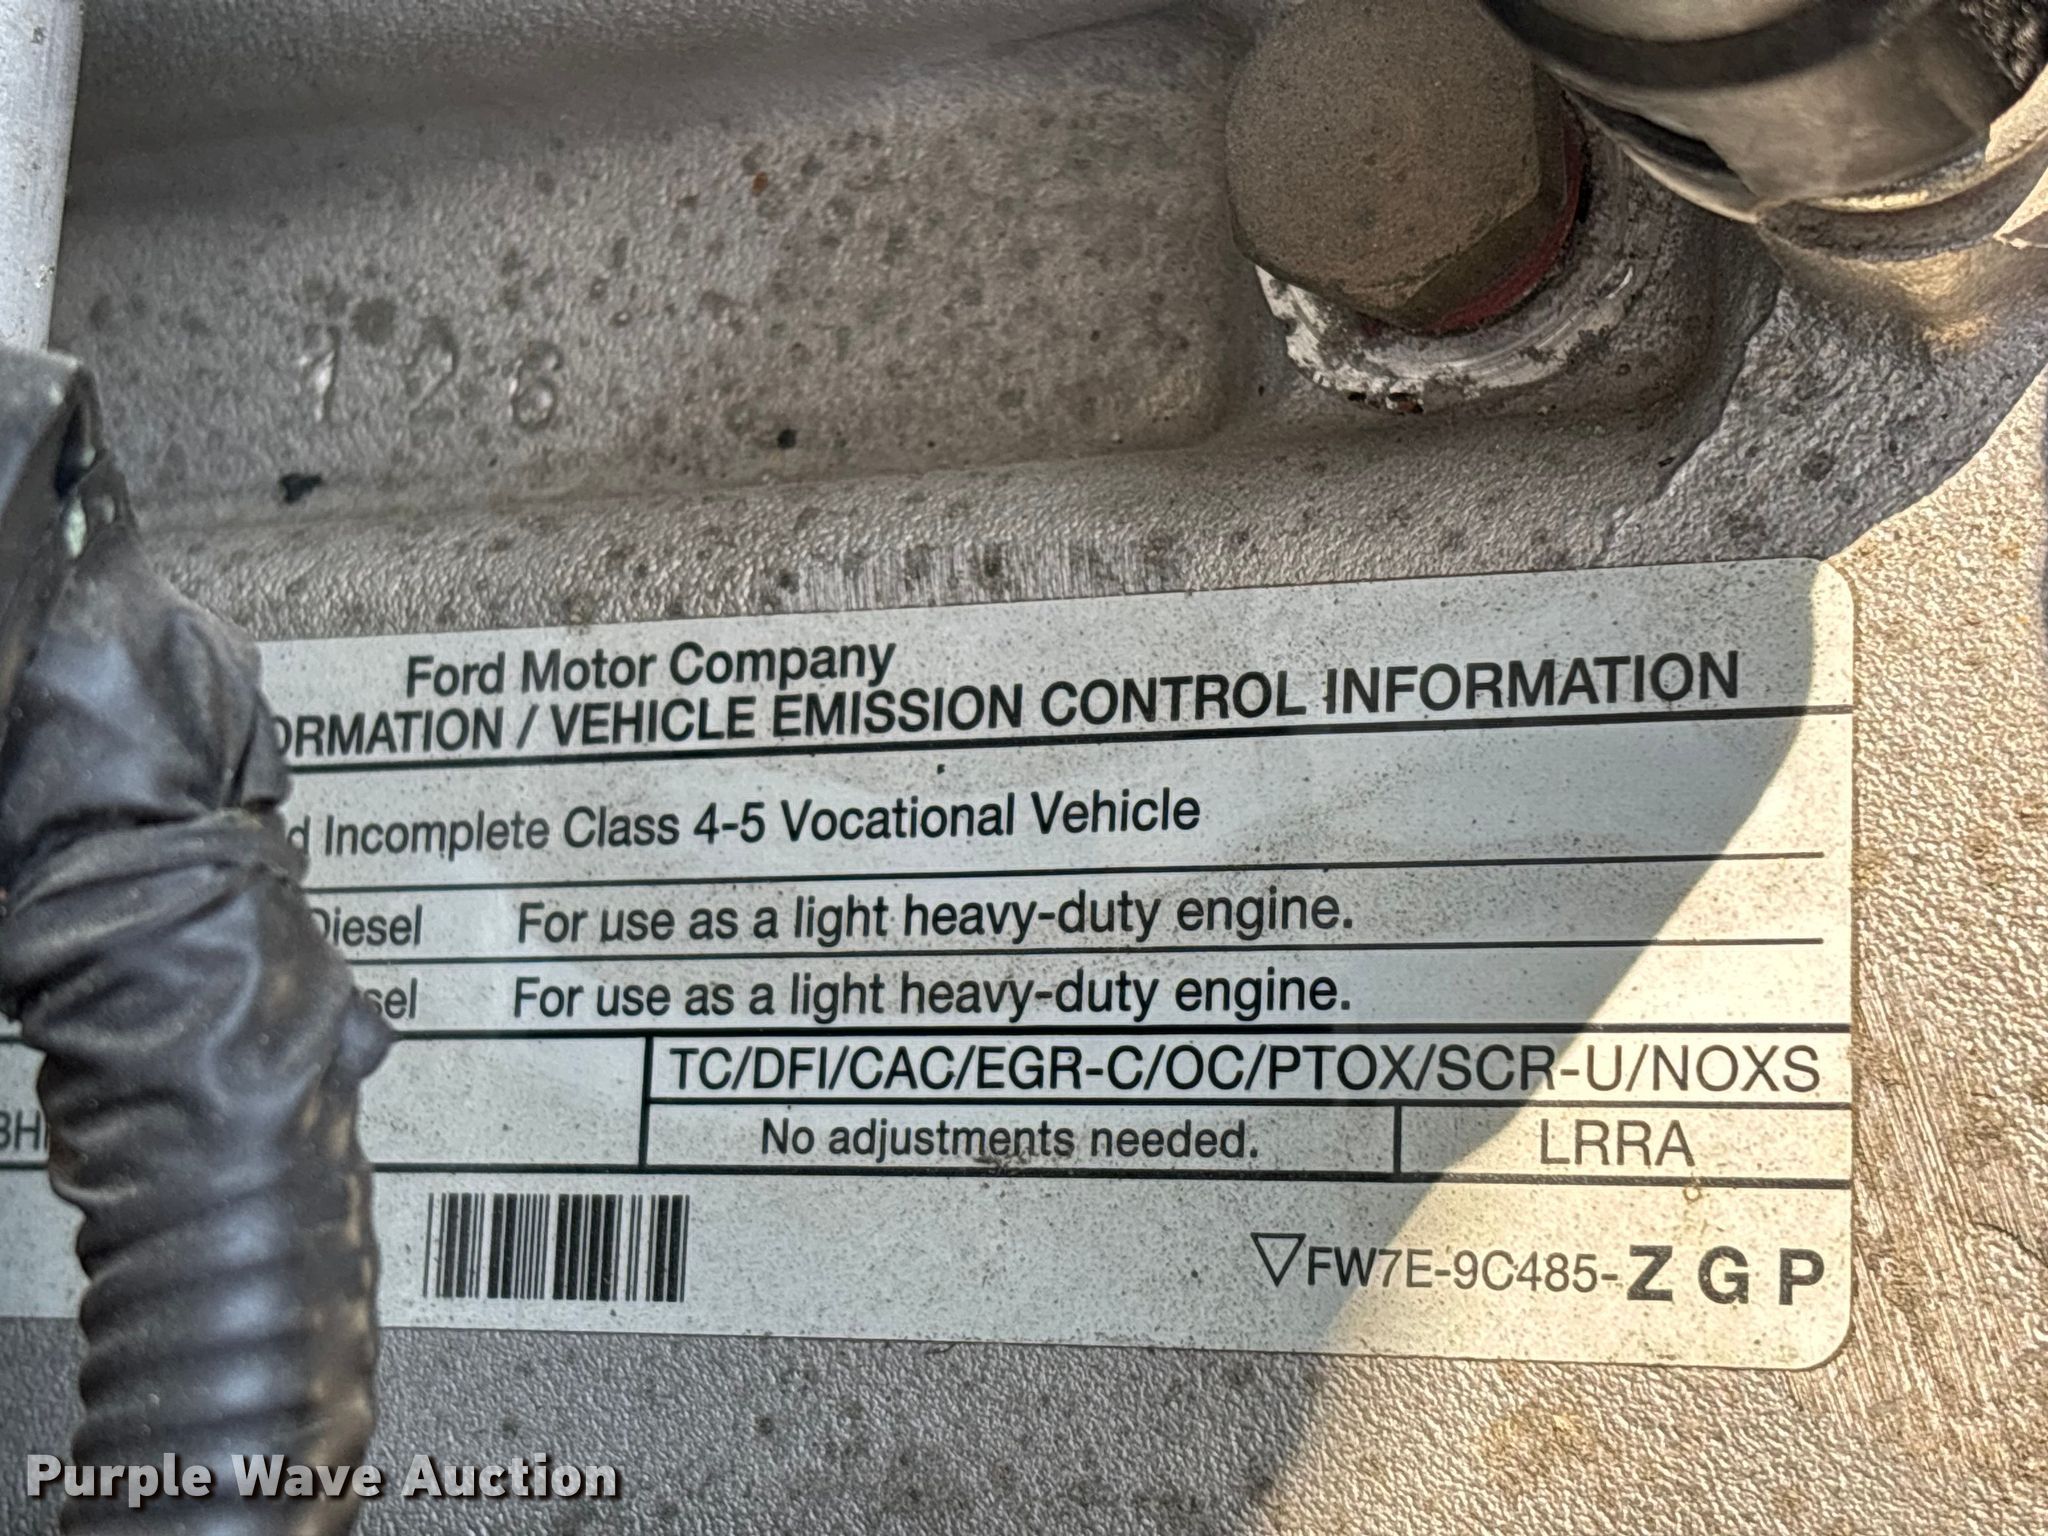 726
Ford Motor Company
ORMATION / VEHICLE EMISSION CONTROL INFORMATION
d Incomplete Class 4-5 Vocational Vehicle
Diesel For use as a light heavy-duty engine.
sel For use as a light heavy-duty engine.
TC/DFI/CAC/EGR-C/OC/PTOX/SCR-U/NOXS
No adjustments needed. LRRA
FW7E-9C485-Z G P
Purple Wave Auction